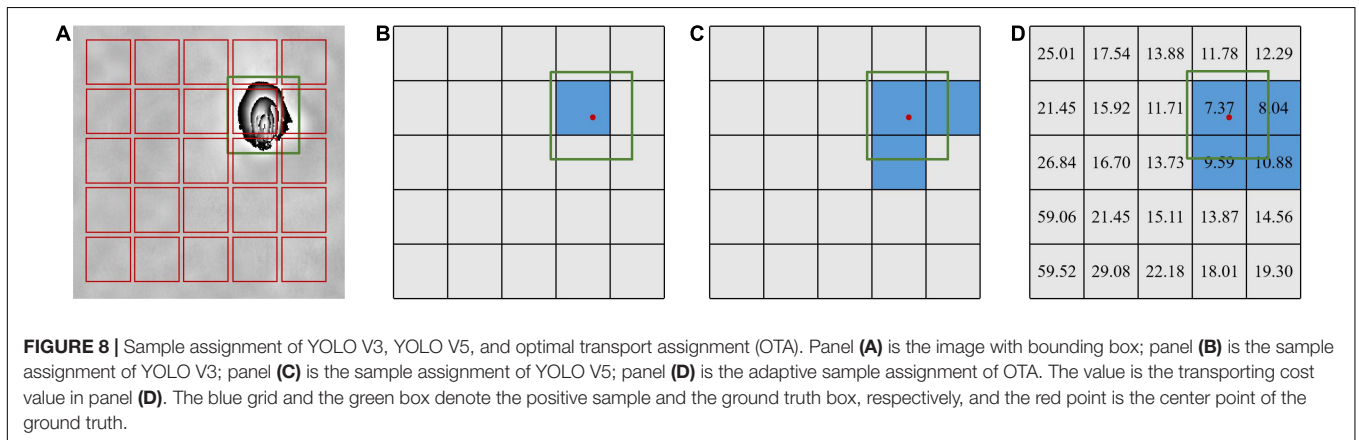 A
B
C
D
25.01 17.54 13.88 11.78 12.29
21.45 15.92 11.71 7.37 8.04
26.84 16.70 13.73 9.59 10.88
59.06 21.45 15.11 13.87 14.56
59.52 29.08 22.18 18.01 19.30
FIGURE 8 | Sample assignment of YOLO V3, YOLO V5, and optimal transport assignment (OTA). Panel (A) is the image with bounding box; panel (B) is the sample
assignment of YOLO V3; panel (C) is the sample assignment of YOLO V5; panel (D) is the adaptive sample assignment of OTA. The value is the transporting cost
value in panel (D). The blue grid and the green box denote the positive sample and the ground truth box, respectively, and the red point is the center point of the
ground truth.